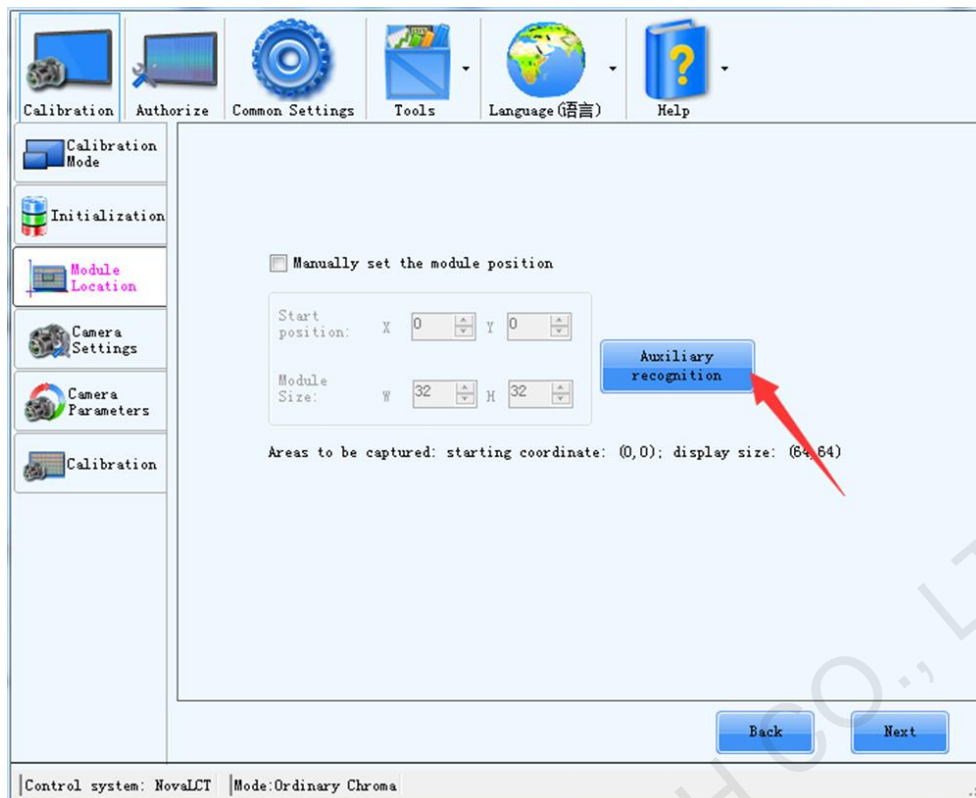 Calibration
Authorize
Common Settings
Tools
Language(语言)
Help
Calibration
Mode
Initialization
Module
Location
Camera
Settings
Camera
Parameters
Calibration
Manually set the module position
Start
position: X 0 Y 0
Module
Size: W 32 H 32
Auxiliary
recognition
Areas to be captured: starting coordinate: (0,0); display size: (64,64)
Back
Next
Control system: NovaLCT
Mode:Ordinary Chroma
H CO., LT